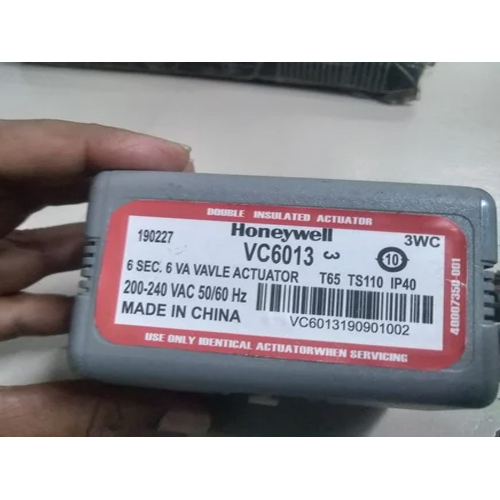 DOUBLE INSULATED ACTUATOR
190227
Honeywell
3WC
VC6013 3
10
6 SEC. 6 VA VAVLE ACTUATOR T65 TS110 IP40
200-240 VAC 50/60 Hz
MADE IN CHINA
VC6013190901002
40007350-001
USE ONLY IDENTICAL ACTUATORWHEN SERVICING